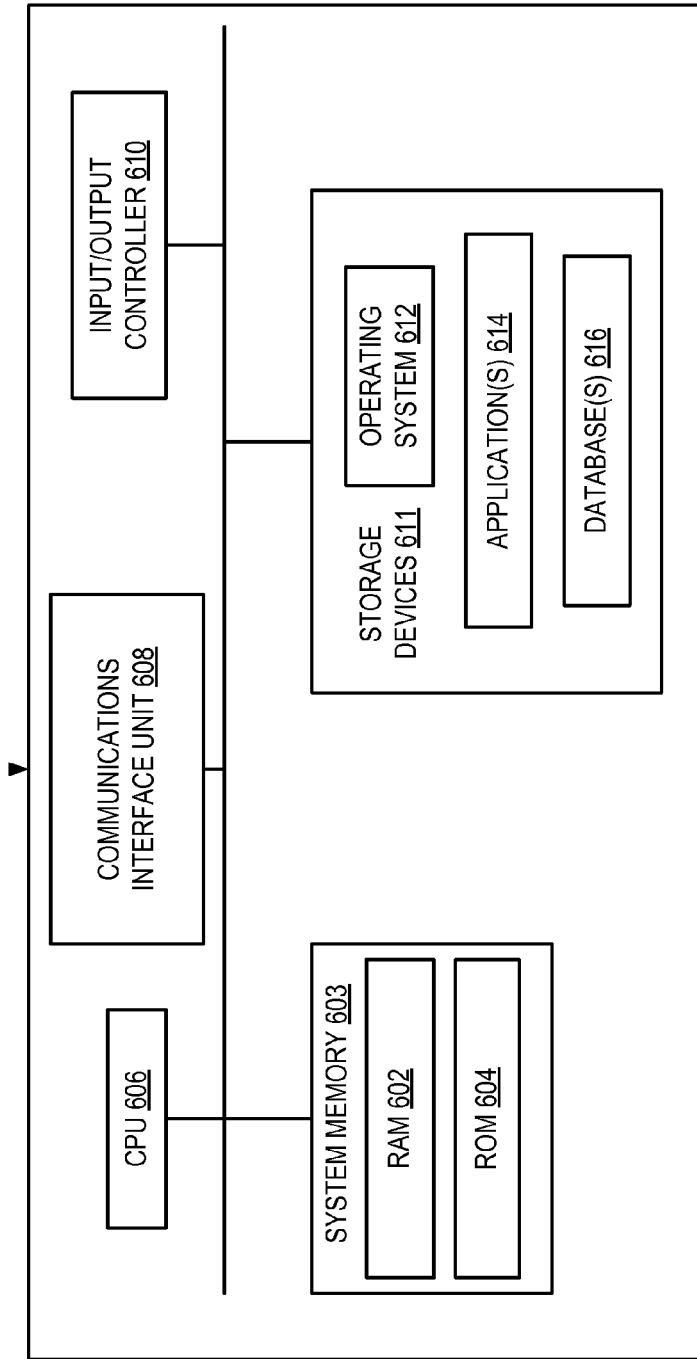 CPU 606
COMMUNICATIONS
INTERFACE UNIT 608
INPUT/OUTPUT
CONTROLLER 610
SYSTEM MEMORY 603
RAM 602
ROM 604
STORAGE
DEVICES 611
OPERATING
SYSTEM 612
APPLICATION(S) 614
DATABASE(S) 616